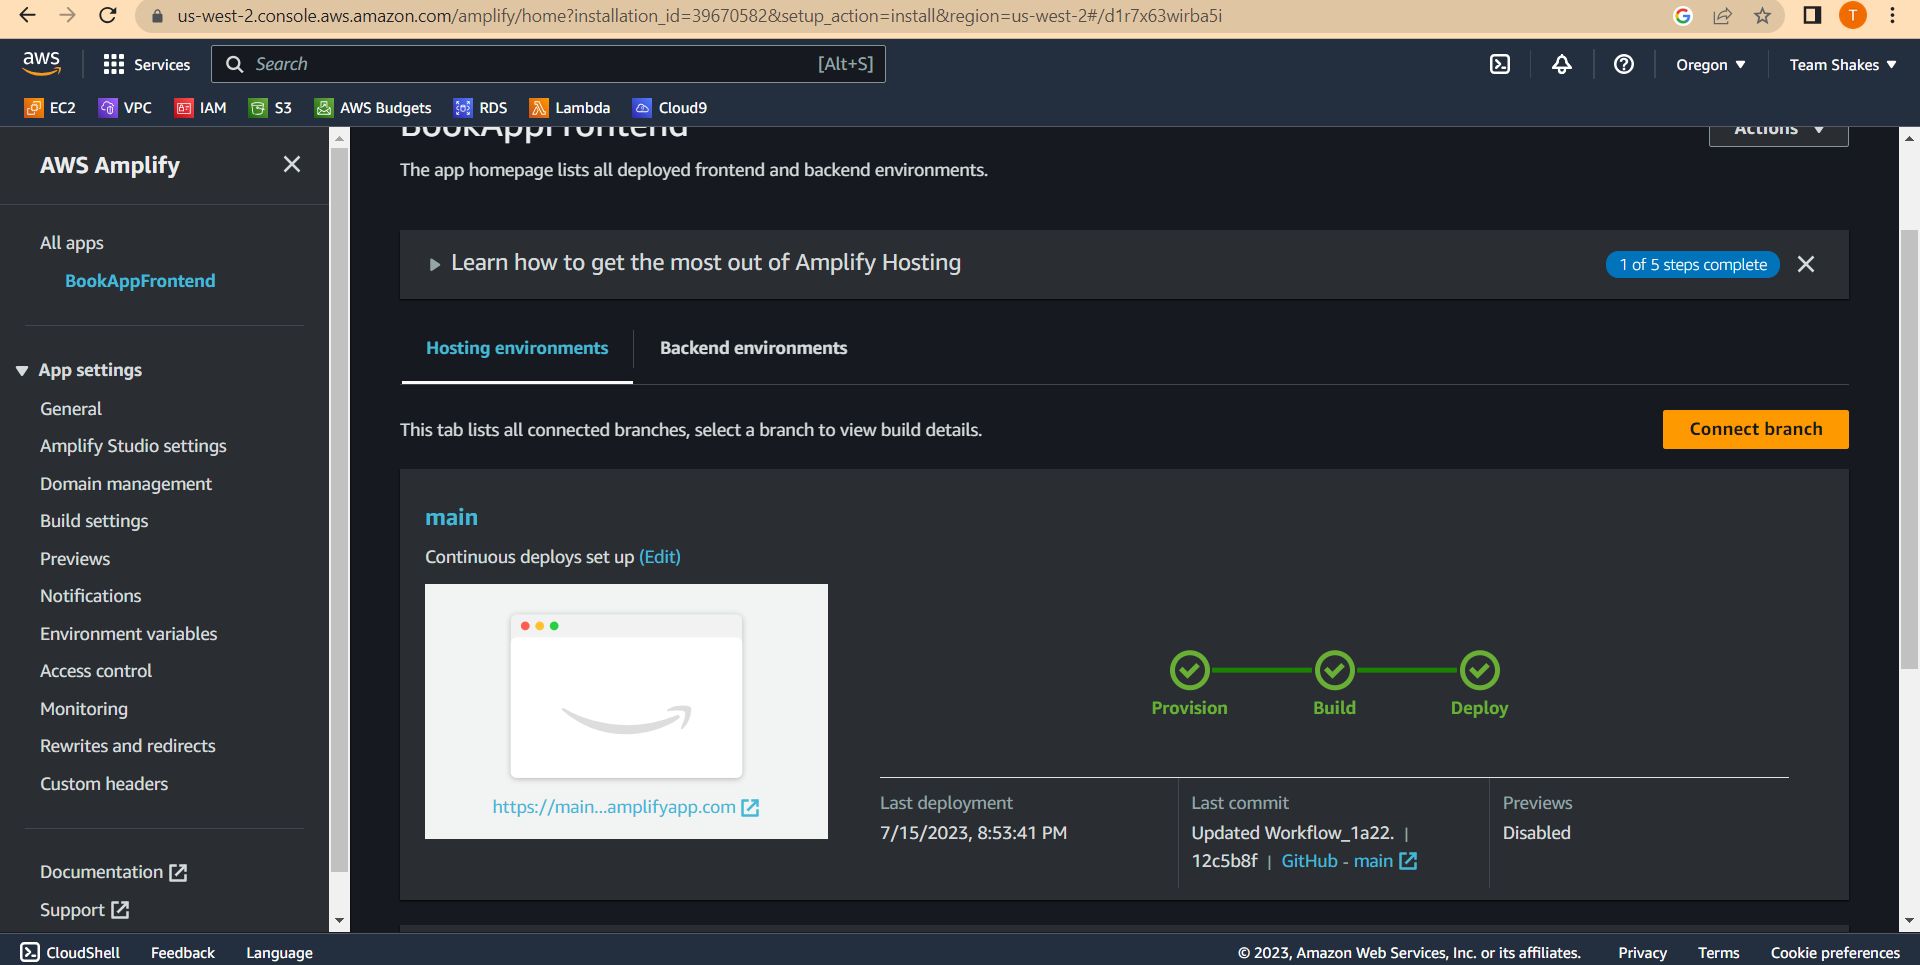 us-west-2.console.aws.amazon.com/amplify/home?installation_id=39670582&setup_action=install&region=us-west-2#/d1r7x63wirba5i
T
aws
Services
Search
[Alt+S]
Oregon
Team Shakes
EC2
VPC
IAM
S3
AWS Budgets
RDS
Lambda
Cloud9
AWS Amplify
All apps
BookAppFrontend
App settings
General
Amplify Studio settings
Domain management
Build settings
Previews
Notifications
Environment variables
Access control
Monitoring
Rewrites and redirects
Custom headers
Documentation
Support
BookAppFrontend
Actions
The app homepage lists all deployed frontend and backend environments.
Learn how to get the most out of Amplify Hosting
1 of 5 steps complete
Hosting environments
Backend environments
This tab lists all connected branches, select a branch to view build details.
Connect branch
main
Continuous deploys set up (Edit)
https://main...amplifyapp.com
Provision
Build
Deploy
Last deployment
7/15/2023, 8:53:41 PM
Last commit
Updated Workflow_1a22. |
12c5b8f | GitHub - main
Previews
Disabled
CloudShell
Feedback
Language
© 2023, Amazon Web Services, Inc. or its affiliates.
Privacy
Terms
Cookie preferences